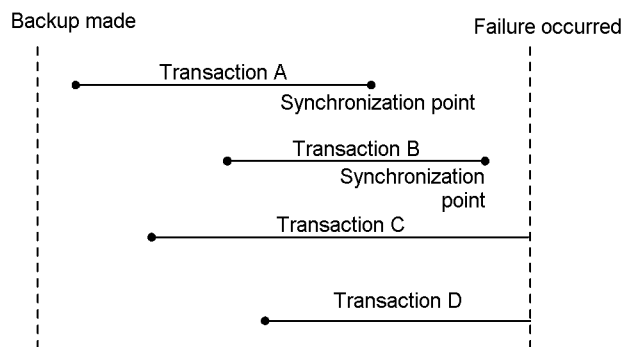 Backup made
Failure occurred
Transaction A
Synchronization point
Transaction B
Synchronization
point
Transaction C
Transaction D